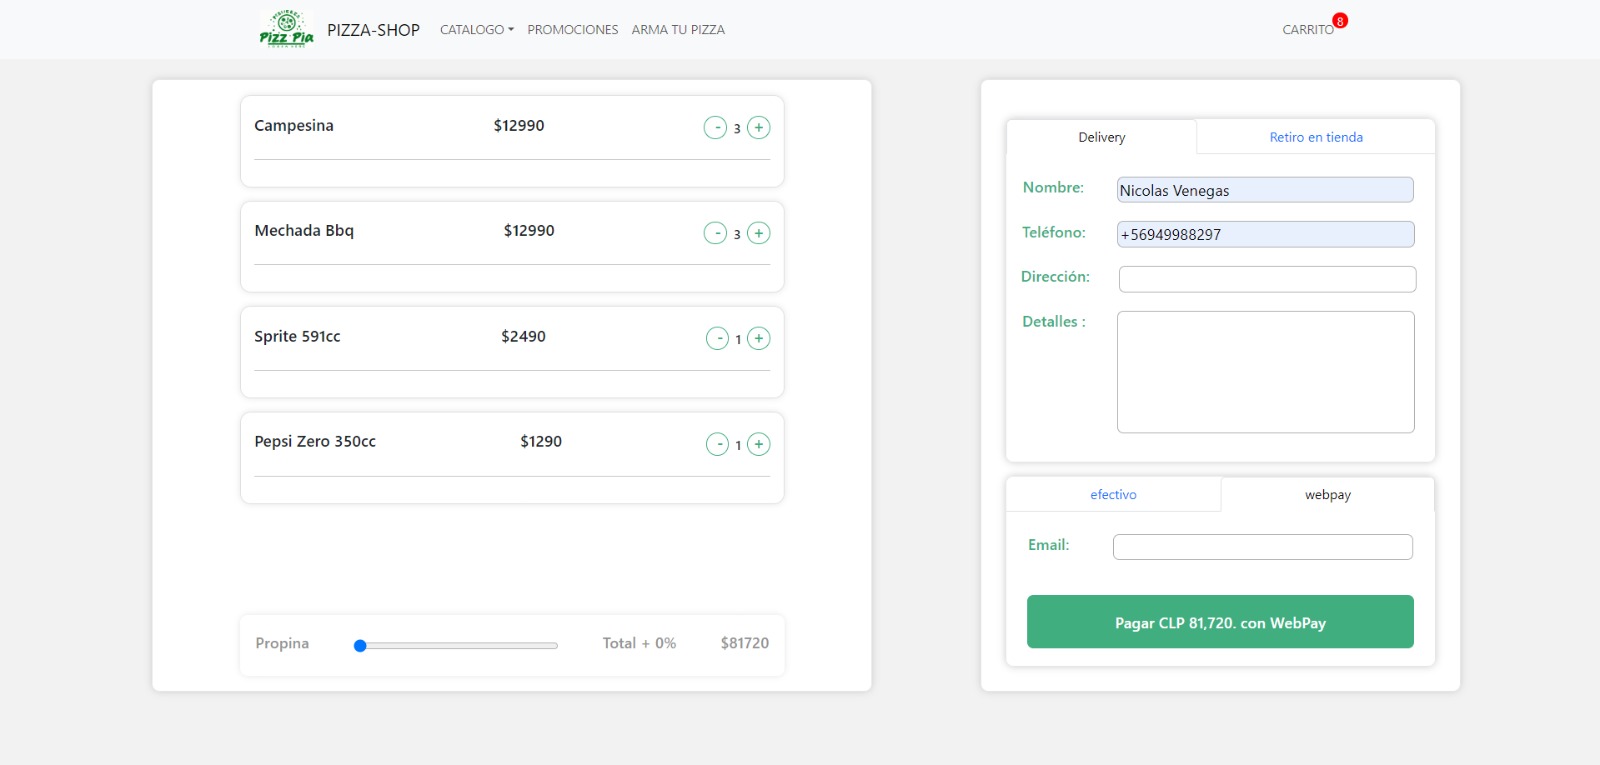 Pizz Pia
PIZZA-SHOP CATALOGO PROMOCIONES ARMA TU PIZZA CARRITO 8
Campesina $12990 - 3 +
Mechada Bbq $12990 - 3 +
Sprite 591cc $2490 - 1 +
Pepsi Zero 350cc $1290 - 1 +
Propina Total + 0% $81720
Delivery Retiro en tienda
Nombre: Nicolas Venegas
Teléfono: +56949988297
Dirección:
Detalles :
efectivo webpay
Email:
Pagar CLP 81,720. con WebPay